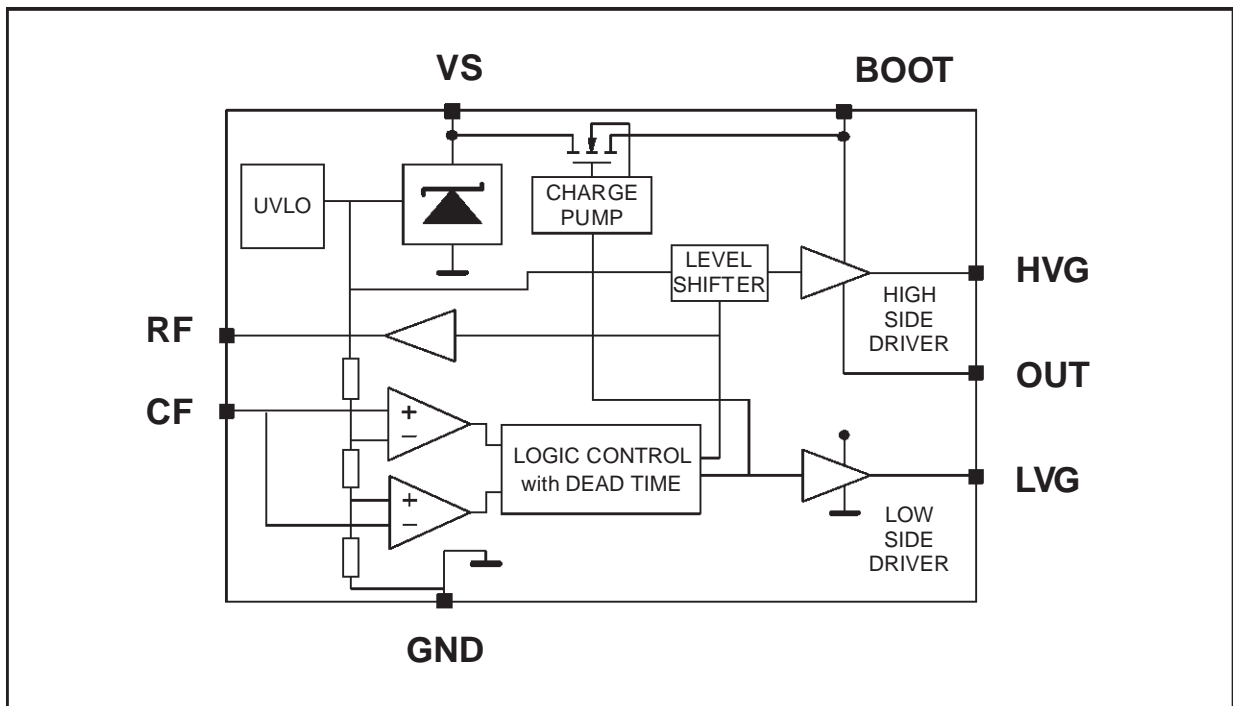 VS
BOOT
UVLO
CHARGE
PUMP
LEVEL
SHIFTER
HVG
HIGH
SIDE
DRIVER
RF
OUT
CF
+
−
LOGIC CONTROL
with DEAD TIME
+
−
LVG
LOW
SIDE
DRIVER
GND